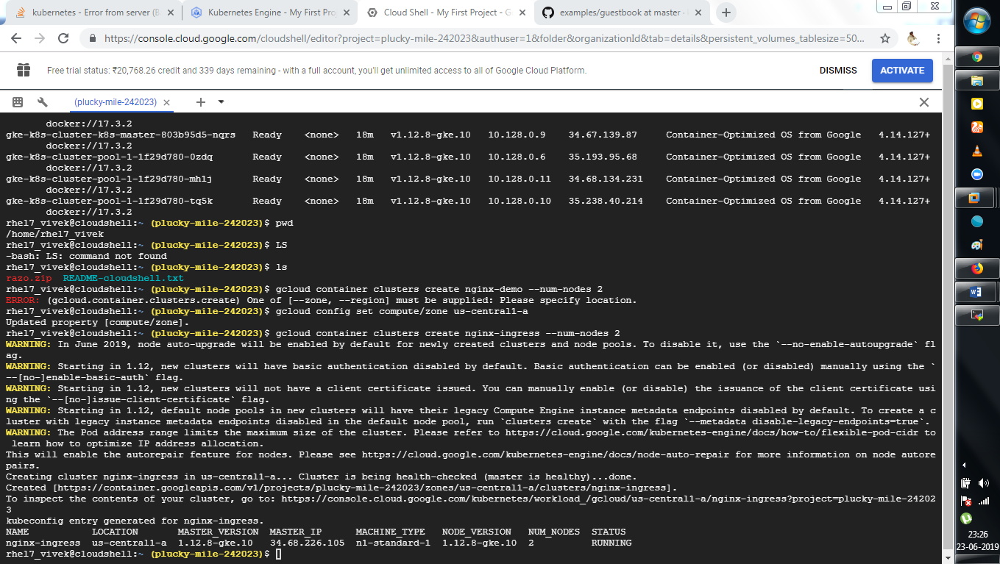 kubernetes - Error from server (Ba
Kubernetes Engine - My First Pro
Cloud Shell - My First Project - G
examples/guestbook at master ·
https://console.cloud.google.com/cloudshell/editor?project=plucky-mile-242023&authuser=1&folder&organizationId&tab=details&persistent_volumes_tablesize=50...
Free trial status: ₹20,768.26 credit and 339 days remaining - with a full account, you'll get unlimited access to all of Google Cloud Platform.
DISMISS
ACTIVATE
(plucky-mile-242023)
docker://17.3.2
gke-k8s-cluster-k8s-master-803b95d5-nqrs Ready <none> 18m v1.12.8-gke.10 10.128.0.9 34.67.139.87 Container-Optimized OS from Google 4.14.127+
docker://17.3.2
gke-k8s-cluster-pool-1-1f29d780-0zdq Ready <none> 18m v1.12.8-gke.10 10.128.0.6 35.193.95.68 Container-Optimized OS from Google 4.14.127+
docker://17.3.2
gke-k8s-cluster-pool-1-1f29d780-mh1j Ready <none> 18m v1.12.8-gke.10 10.128.0.11 34.68.134.231 Container-Optimized OS from Google 4.14.127+
docker://17.3.2
gke-k8s-cluster-pool-1-1f29d780-tq5k Ready <none> 18m v1.12.8-gke.10 10.128.0.10 35.238.40.214 Container-Optimized OS from Google 4.14.127+
docker://17.3.2
rhel7_vivek@cloudshell:~ (plucky-mile-242023)$ pwd
/home/rhel7_vivek
rhel7_vivek@cloudshell:~ (plucky-mile-242023)$ LS
-bash: LS: command not found
rhel7_vivek@cloudshell:~ (plucky-mile-242023)$ ls
razo.zip README-cloudshell.txt
rhel7_vivek@cloudshell:~ (plucky-mile-242023)$ gcloud container clusters create nginx-demo --num-nodes 2
ERROR: (gcloud.container.clusters.create) One of [--zone, --region] must be supplied: Please specify location.
rhel7_vivek@cloudshell:~ (plucky-mile-242023)$ gcloud config set compute/zone us-central1-a
Updated property [compute/zone].
rhel7_vivek@cloudshell:~ (plucky-mile-242023)$ gcloud container clusters create nginx-ingress --num-nodes 2
WARNING: In June 2019, node auto-upgrade will be enabled by default for newly created clusters and node pools. To disable it, use the `--no-enable-autoupgrade` fl
ag.
WARNING: Starting in 1.12, new clusters will have basic authentication disabled by default. Basic authentication can be enabled (or disabled) manually using the `
--[no-]enable-basic-auth` flag.
WARNING: Starting in 1.12, new clusters will not have a client certificate issued. You can manually enable (or disable) the issuance of the client certificate usi
ng the `--[no-]issue-client-certificate` flag.
WARNING: Starting in 1.12, default node pools in new clusters will have their legacy Compute Engine instance metadata endpoints disabled by default. To create a c
luster with legacy instance metadata endpoints disabled in the default node pool, run `clusters create` with the flag `--metadata disable-legacy-endpoints=true`.
WARNING: The Pod address range limits the maximum size of the cluster. Please refer to https://cloud.google.com/kubernetes-engine/docs/how-to/flexible-pod-cidr to
learn how to optimize IP address allocation.
This will enable the autorepair feature for nodes. Please see https://cloud.google.com/kubernetes-engine/docs/node-auto-repair for more information on node autore
pairs.
Creating cluster nginx-ingress in us-central1-a... Cluster is being health-checked (master is healthy)...done.
Created [https://container.googleapis.com/v1/projects/plucky-mile-242023/zones/us-central1-a/clusters/nginx-ingress].
To inspect the contents of your cluster, go to: https://console.cloud.google.com/kubernetes/workload_/gcloud/us-central1-a/nginx-ingress?project=plucky-mile-24202
3
kubeconfig entry generated for nginx-ingress.
NAME LOCATION MASTER_VERSION MASTER_IP MACHINE_TYPE NODE_VERSION NUM_NODES STATUS
nginx-ingress us-central1-a 1.12.8-gke.10 34.68.226.105 n1-standard-1 1.12.8-gke.10 2 RUNNING
rhel7_vivek@cloudshell:~ (plucky-mile-242023)$
23:26
23-06-2019